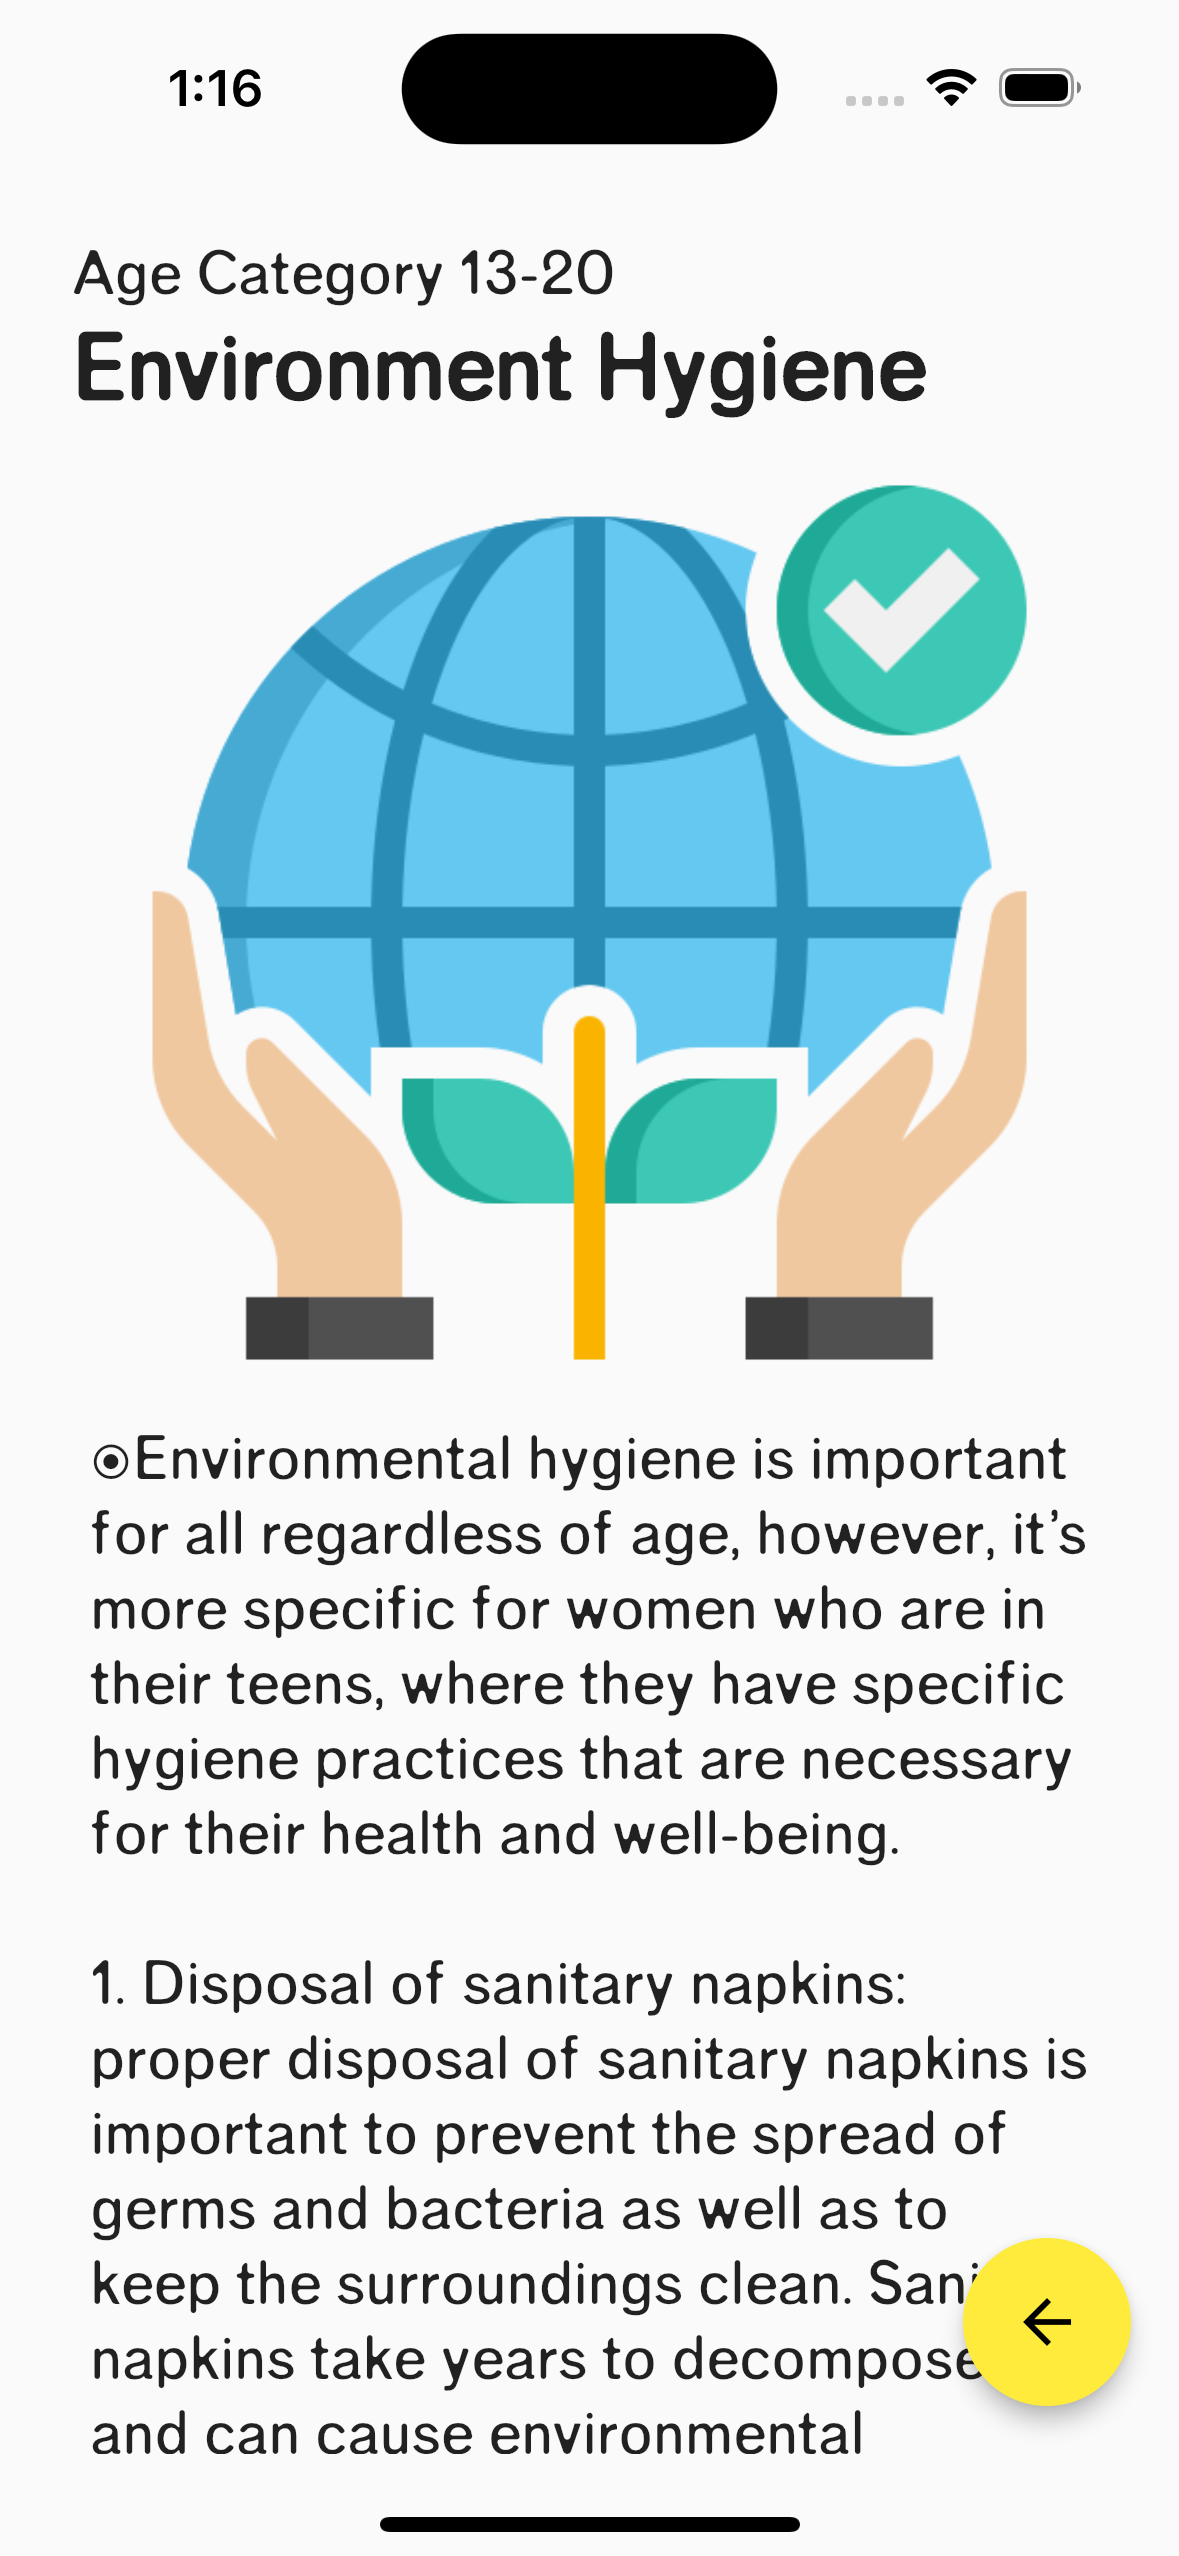 1:16
Age Category 13-20
Environment Hygiene
⦿Environmental hygiene is important
for all regardless of age, however, it’s
more specific for women who are in
their teens, where they have specific
hygiene practices that are necessary
for their health and well-being.
1. Disposal of sanitary napkins:
proper disposal of sanitary napkins is
important to prevent the spread of
germs and bacteria as well as to
keep the surroundings clean.
napkins take years to decompose
and can cause environmental